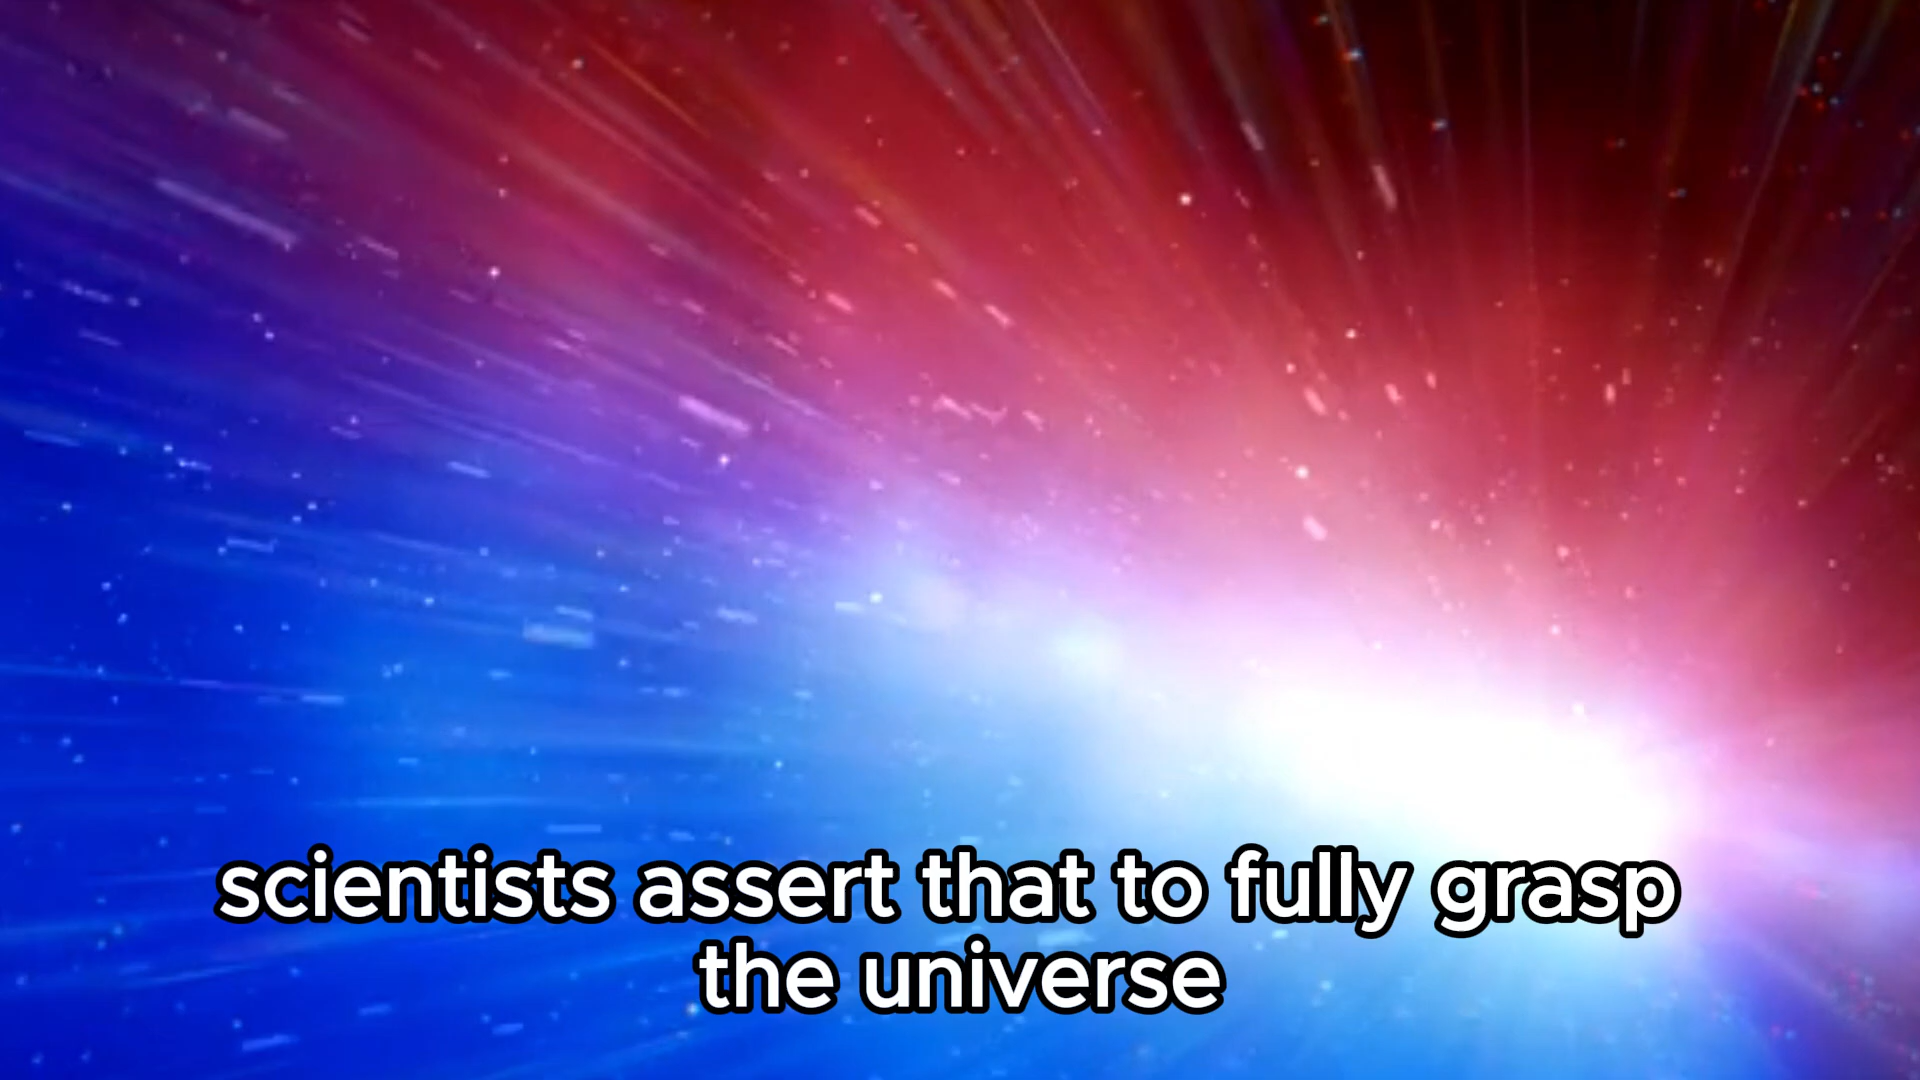 scientists assert that to fully grasp
the universe